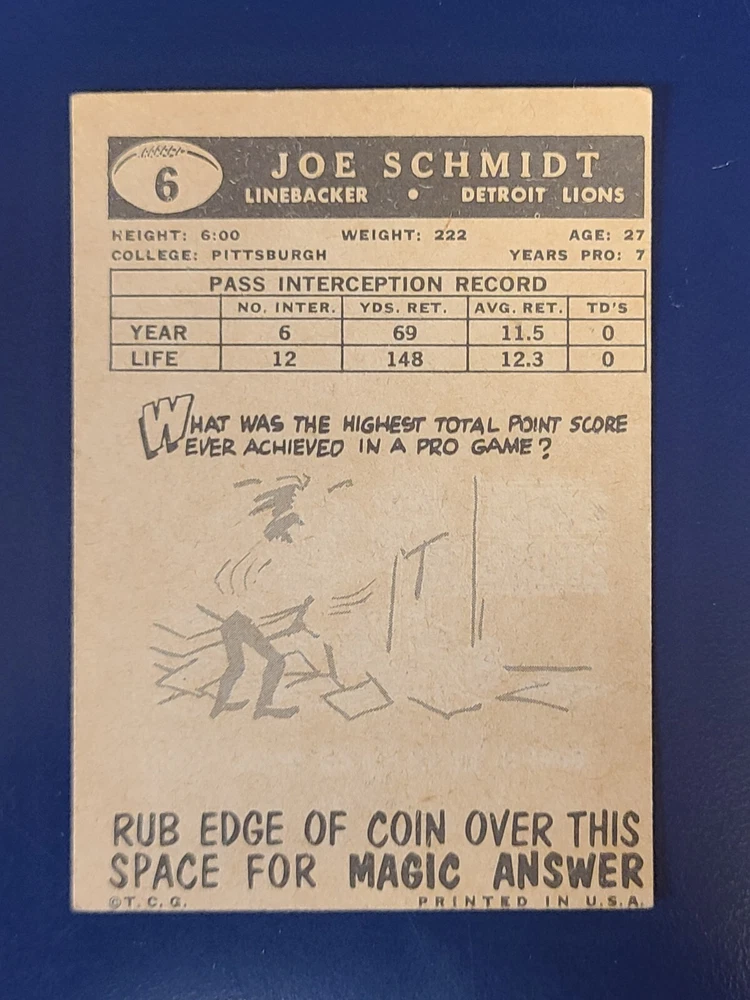 6
JOE SCHMIDT
LINEBACKER • DETROIT LIONS
HEIGHT: 6:00 WEIGHT: 222 AGE: 27
COLLEGE: PITTSBURGH YEARS PRO: 7
PASS INTERCEPTION RECORD
NO. INTER. YDS. RET. AVG. RET. TD'S
YEAR 6 69 11.5 0
LIFE 12 148 12.3 0
WHAT WAS THE HIGHEST TOTAL POINT SCORE
EVER ACHIEVED IN A PRO GAME?
RUB EDGE OF COIN OVER THIS
SPACE FOR MAGIC ANSWER
©T.C.G. PRINTED IN U.S.A.